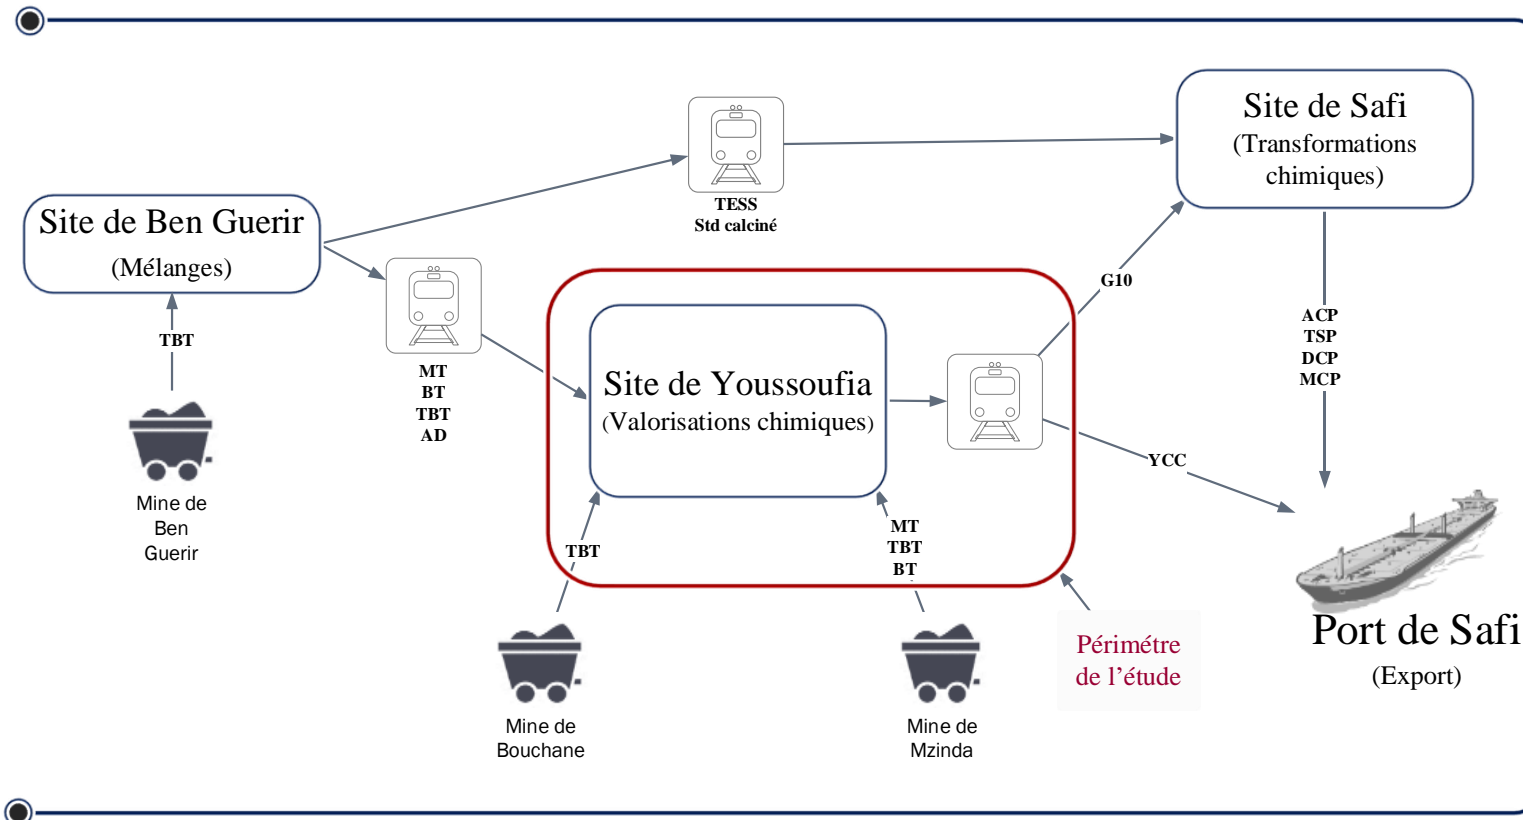 Site de Safi
(Transformations
chimiques)
TESS
Std calciné
Site de Ben Guerir
(Mélanges)
G10
TBT
ACP
TSP
DCP
MCP
MT
BT
TBT
AD
Site de Youssoufia
(Valorisations chimiques)
YCC
Mine de
Ben
Guerir
TBT
MT
TBT
BT
Périmétre
de l’étude
Port de Safi
(Export)
Mine de
Bouchane
Mine de
Mzinda